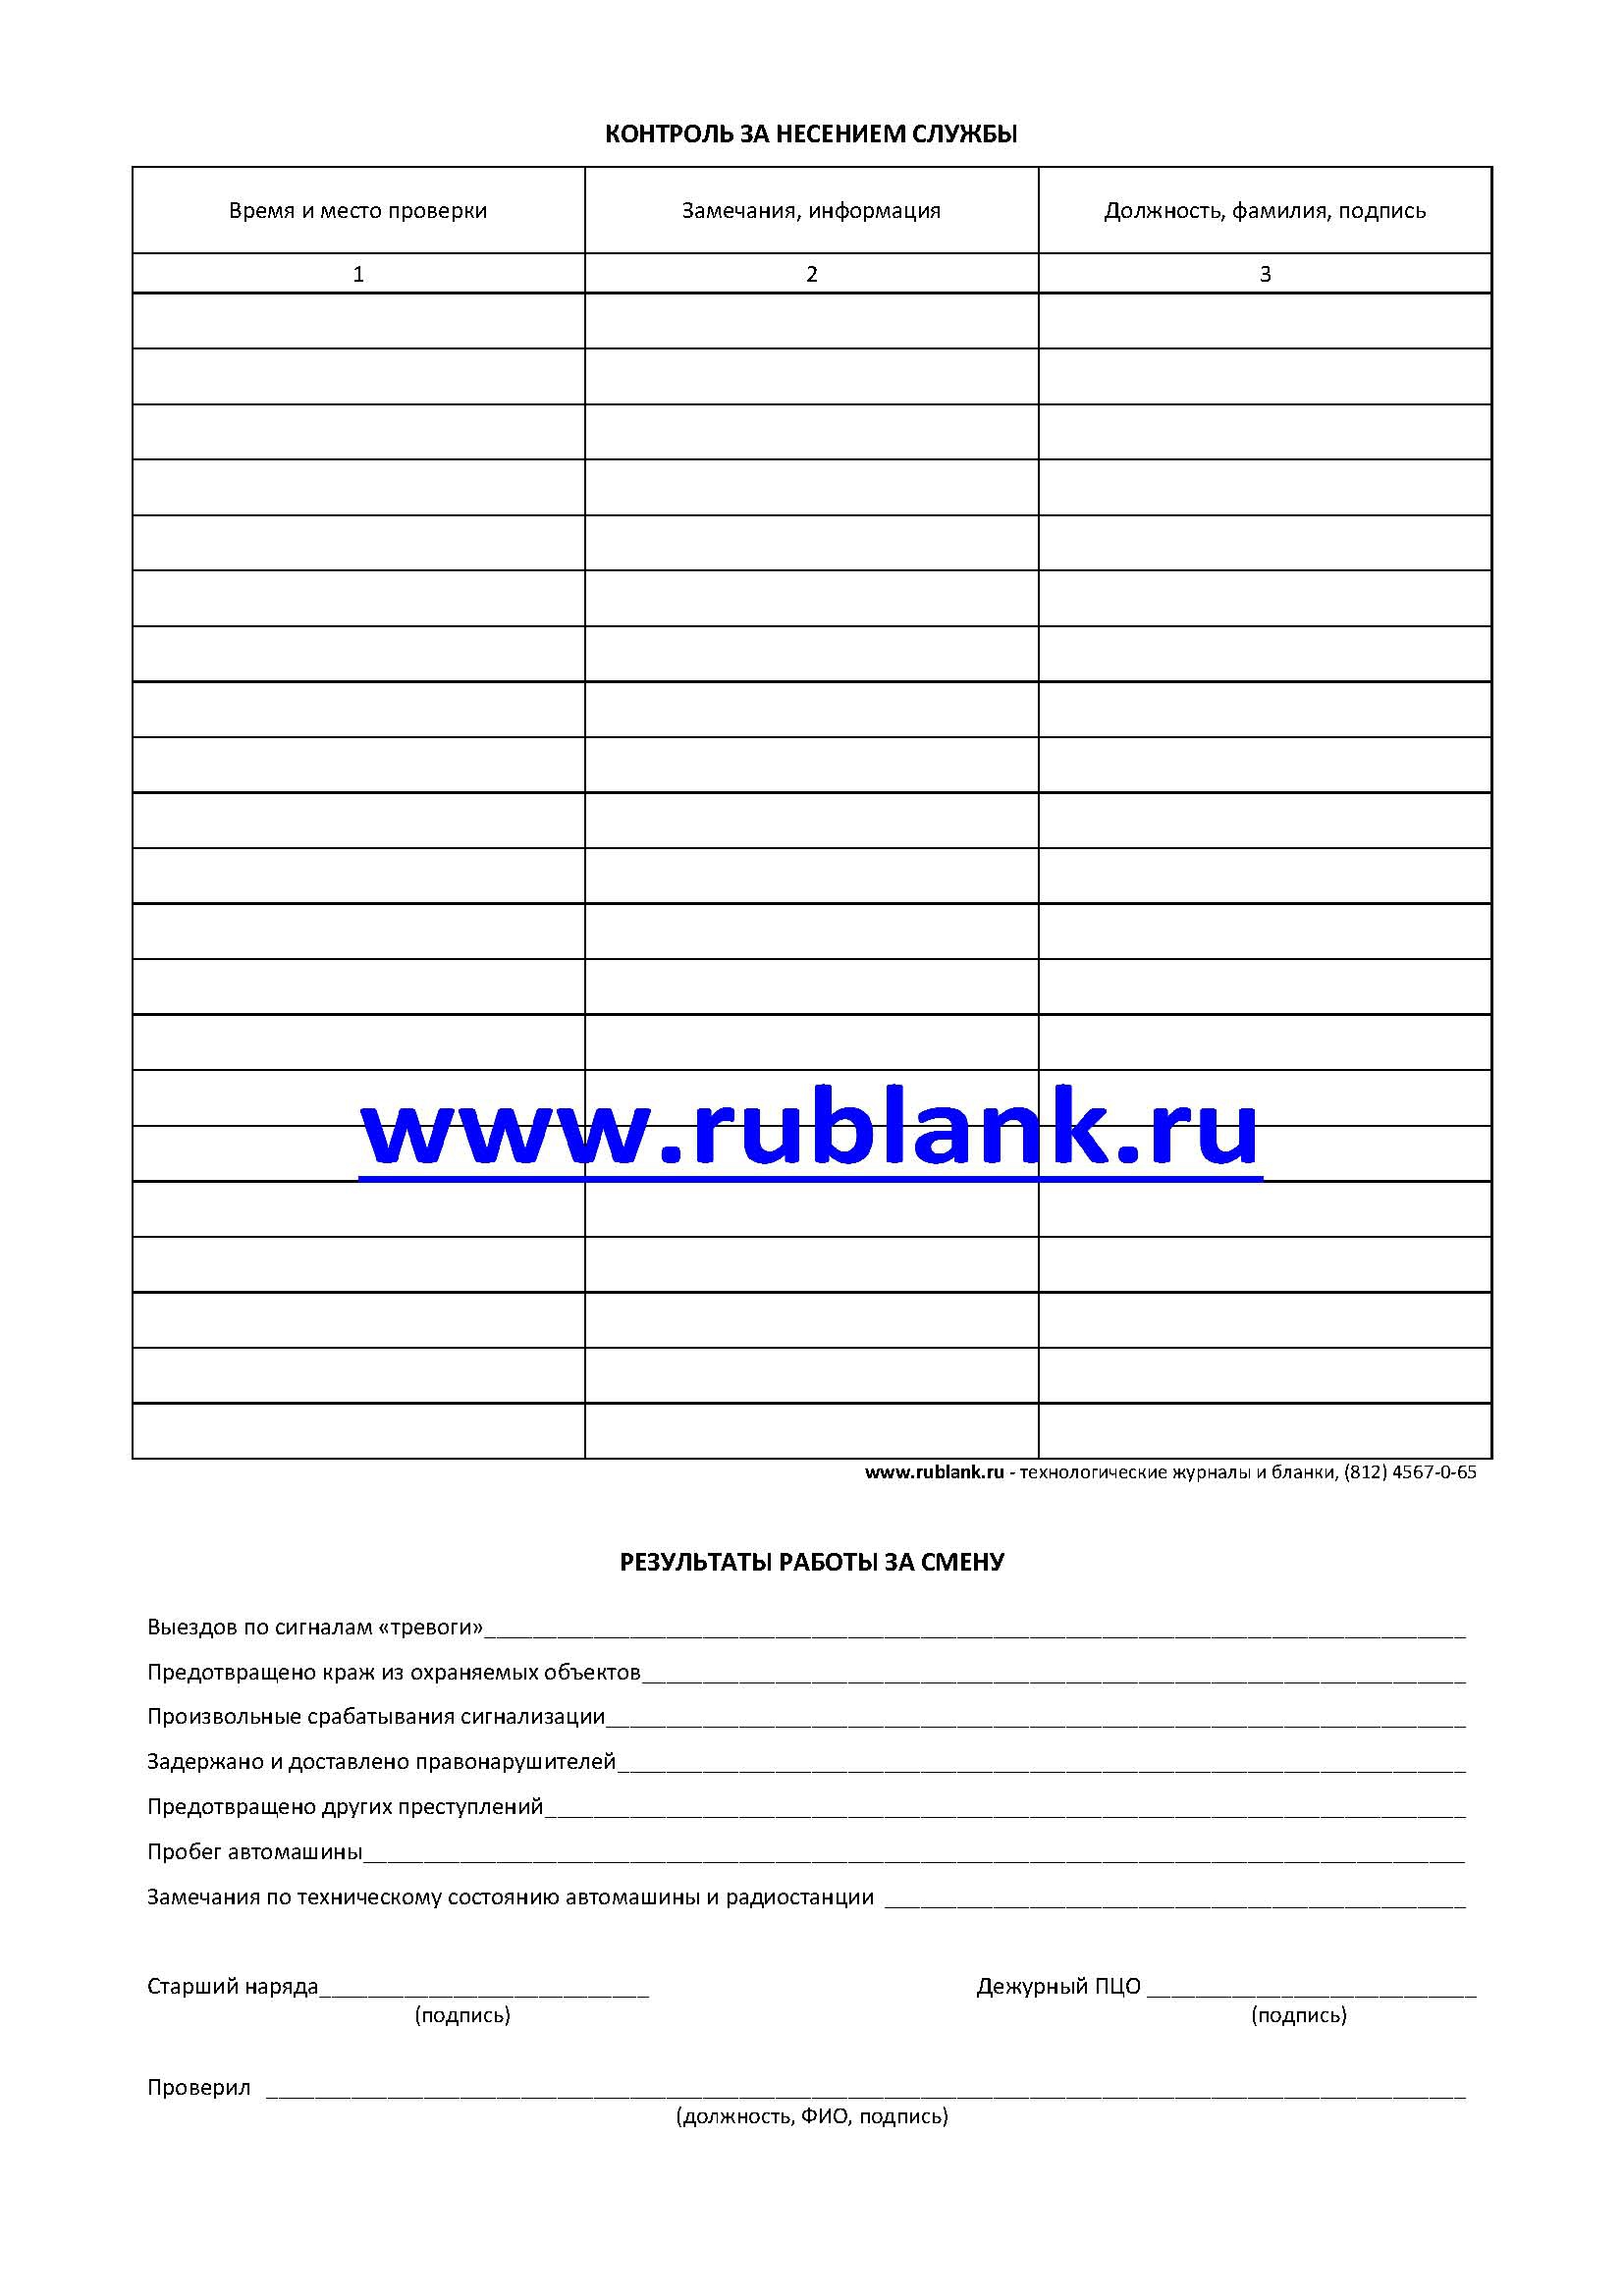 КОНТРОЛЬ ЗА НЕСЕНИЕМ СЛУЖБЫ
Время и место проверки Замечания, информация Должность, фамилия, подпись
1 2 3
www.rublank.ru
www.rublank.ru - технологические журналы и бланки, (812) 4567-0-65
РЕЗУЛЬТАТЫ РАБОТЫ ЗА СМЕНУ
Выездов по сигналам «тревоги»
Предотвращено краж из охраняемых объектов
Произвольные срабатывания сигнализации
Задержано и доставлено правонарушителей
Предотвращено других преступлений
Пробег автомашины
Замечания по техническому состоянию автомашины и радиостанции
Старший наряда Дежурный ПЦО
(подпись) (подпись)
Проверил
(должность, ФИО, подпись)